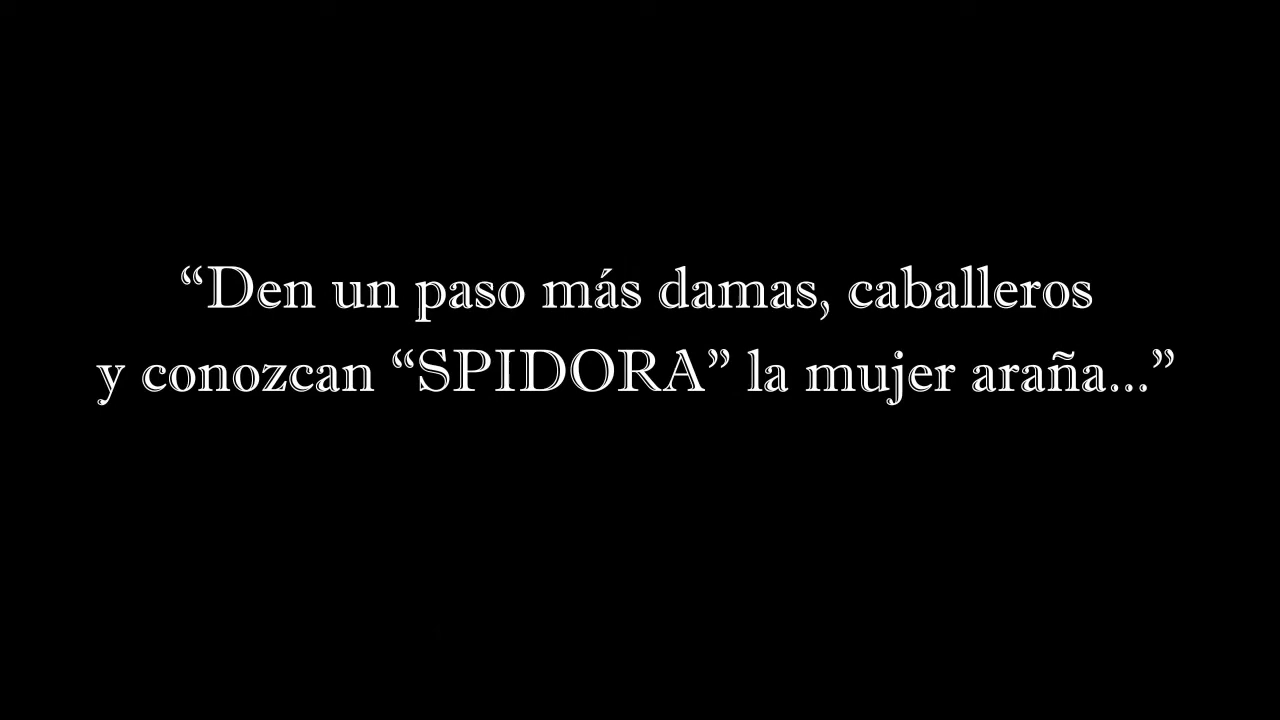 “Den un paso más damas, caballeros
y conozcan “SPIDORA” la mujer araña...”